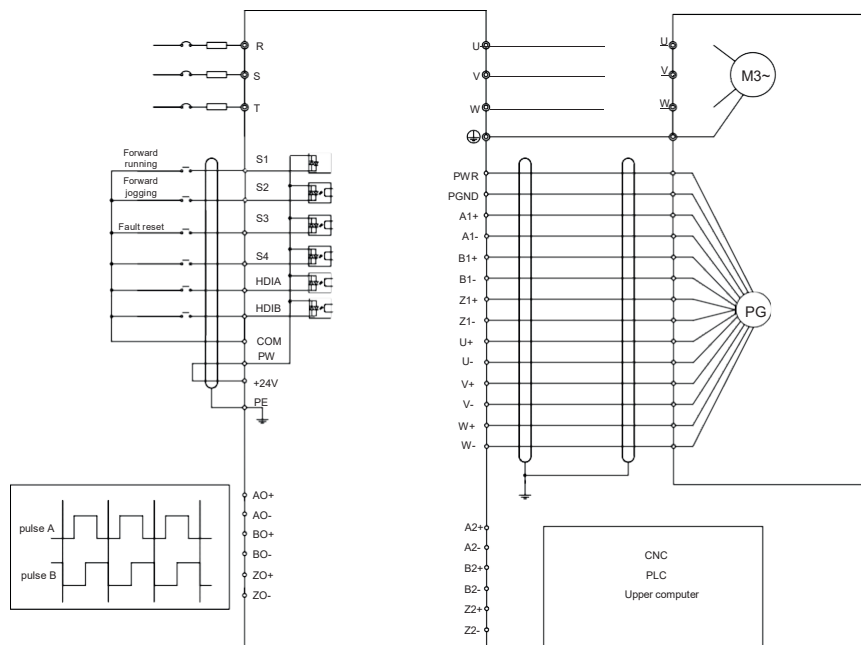 R
S
T
U
V
W
U
V
W
M3~
Forward
running
Forward
jogging
Fault reset
S1
S2
S3
S4
HDIA
HDIB
COM
PW
+24V
PE
PWR
PGND
A1+
A1-
B1+
B1-
Z1+
Z1-
U+
U-
V+
V-
W+
W-
PG
pulse A
pulse B
AO+
AO-
BO+
BO-
ZO+
ZO-
A2+
A2-
B2+
B2-
Z2+
Z2-
CNC
PLC
Upper computer